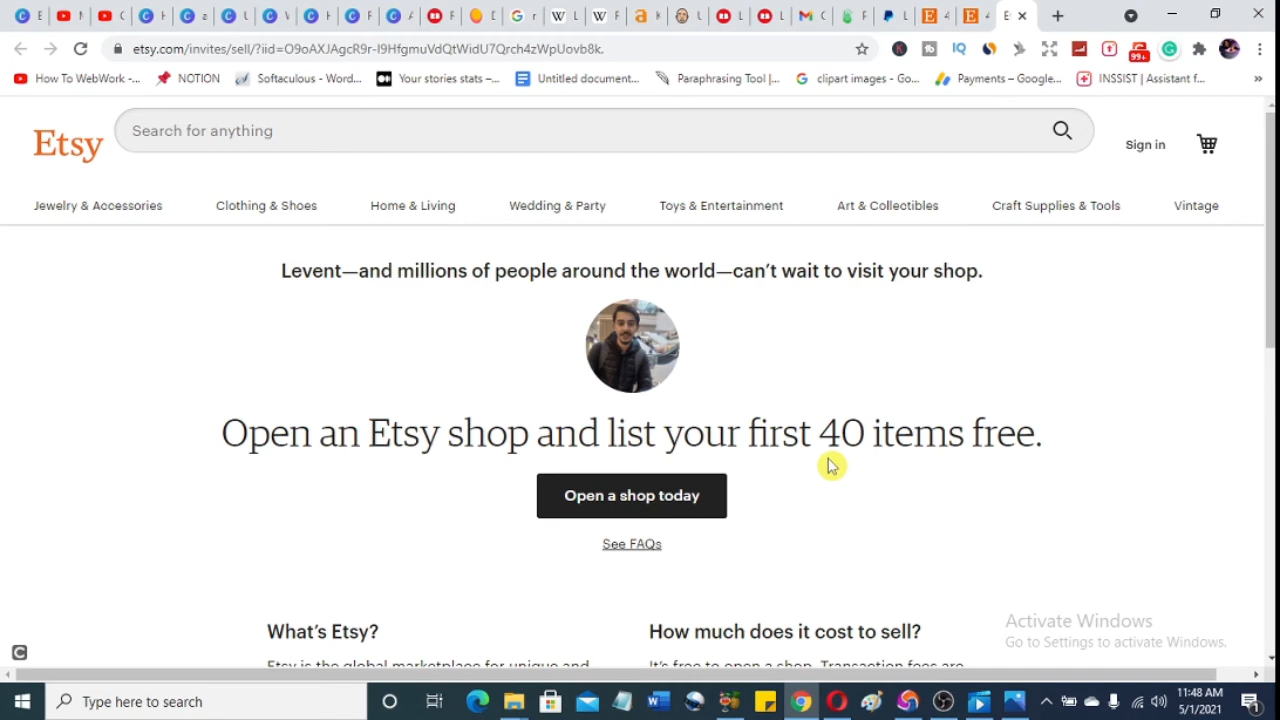 etsy.com/invites/sell/?iid=O9oAXJAgcR9r-I9HfgmuVdQtWidU7Qrch4zWpUovb8k.
How To WebWork -...
NOTION
Softaculous - Word...
Your stories stats –...
Untitled document...
Paraphrasing Tool |...
clipart images - Go...
Payments – Google...
INSSIST | Assistant f...
»
99+
Etsy
Search for anything
Sign in
Jewelry & Accessories
Clothing & Shoes
Home & Living
Wedding & Party
Toys & Entertainment
Art & Collectibles
Craft Supplies & Tools
Vintage
Levent—and millions of people around the world—can't wait to visit your shop.
Open an Etsy shop and list your first 40 items free.
Open a shop today
See FAQs
What's Etsy?
How much does it cost to sell?
Etsy is the global marketplace for unique and
It's free to open a shop. Transaction fees are
Activate Windows
Go to Settings to activate Windows.
Type here to search
11:48 AM
5/1/2021